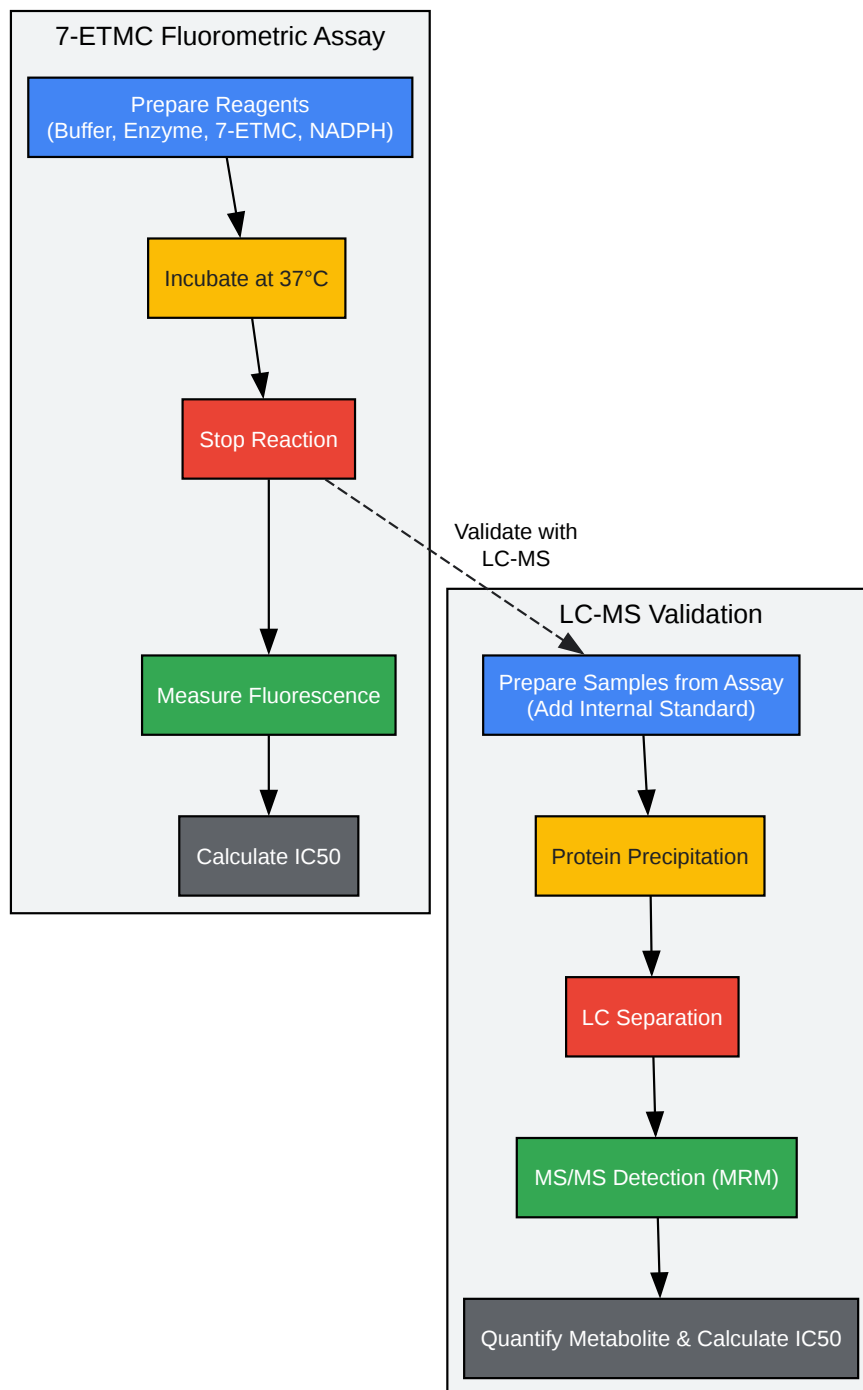 7-ETMC Fluorometric Assay
Prepare Reagents
(Buffer, Enzyme, 7-ETMC, NADPH)
Incubate at 37°C
Stop Reaction
Measure Fluorescence
Calculate IC50
Validate with
LC-MS
LC-MS Validation
Prepare Samples from Assay
(Add Internal Standard)
Protein Precipitation
LC Separation
MS/MS Detection (MRM)
Quantify Metabolite & Calculate IC50